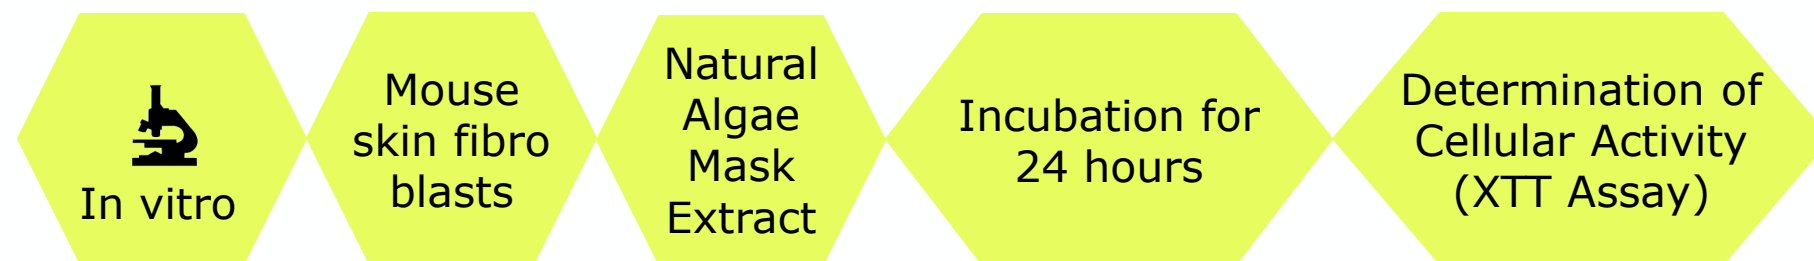 In vitro
Mouse
skin fibro
blasts
Natural
Algae
Mask
Extract
Incubation for
24 hours
Determination of
Cellular Activity
(XTT Assay)